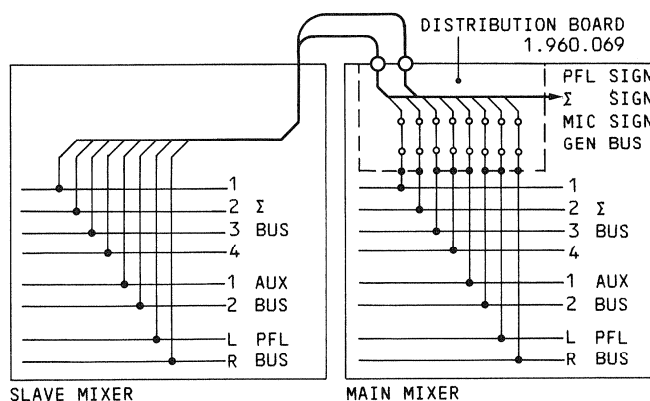 DISTRIBUTION BOARD
1.960.069
PFL SIGN
Σ SIGN
MIC SIGN
GEN BUS
1
2 Σ
3 BUS
4
1 AUX
2 BUS
L PFL
R BUS
SLAVE MIXER
1
2 Σ
3 BUS
4
1 AUX
2 BUS
L PFL
R BUS
MAIN MIXER